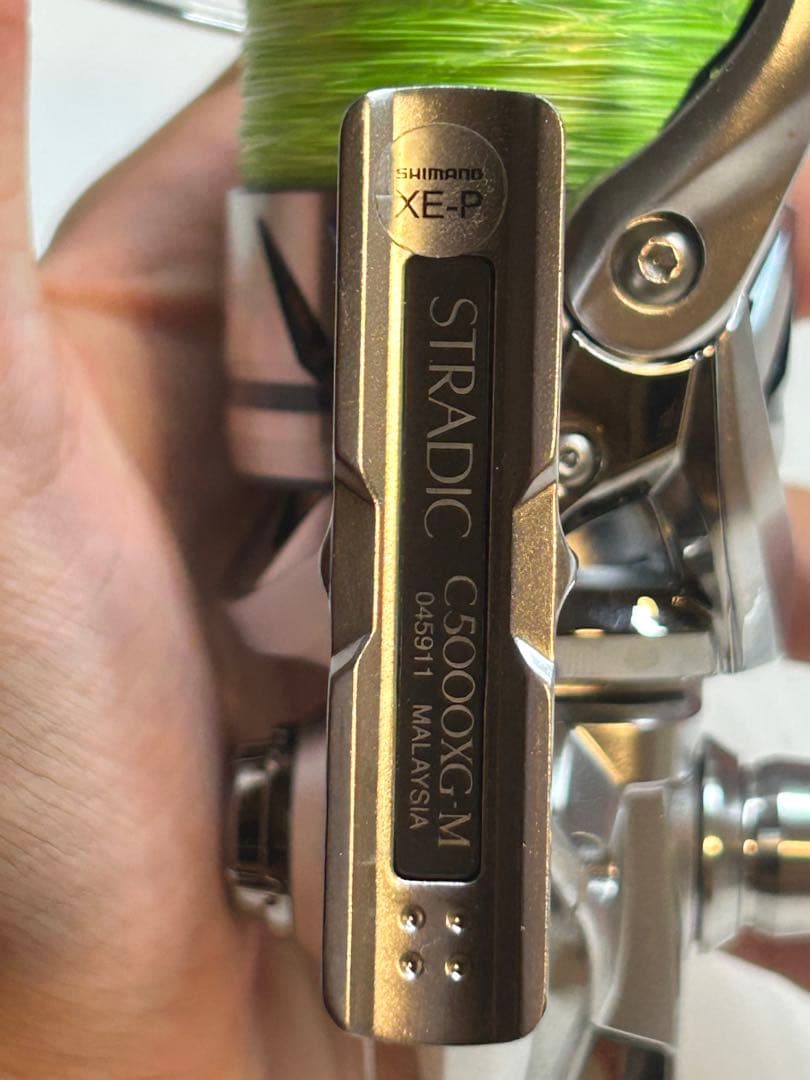 SHIMANO
XE-P
STRADIC C5000XG-M
045911 MALAYSIA